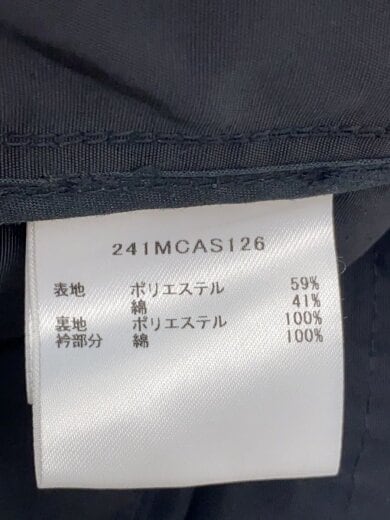 241MCAS126
表地 ポリエステル 59%
綿 41%
裏地 ポリエステル 100%
衿部分 綿 100%